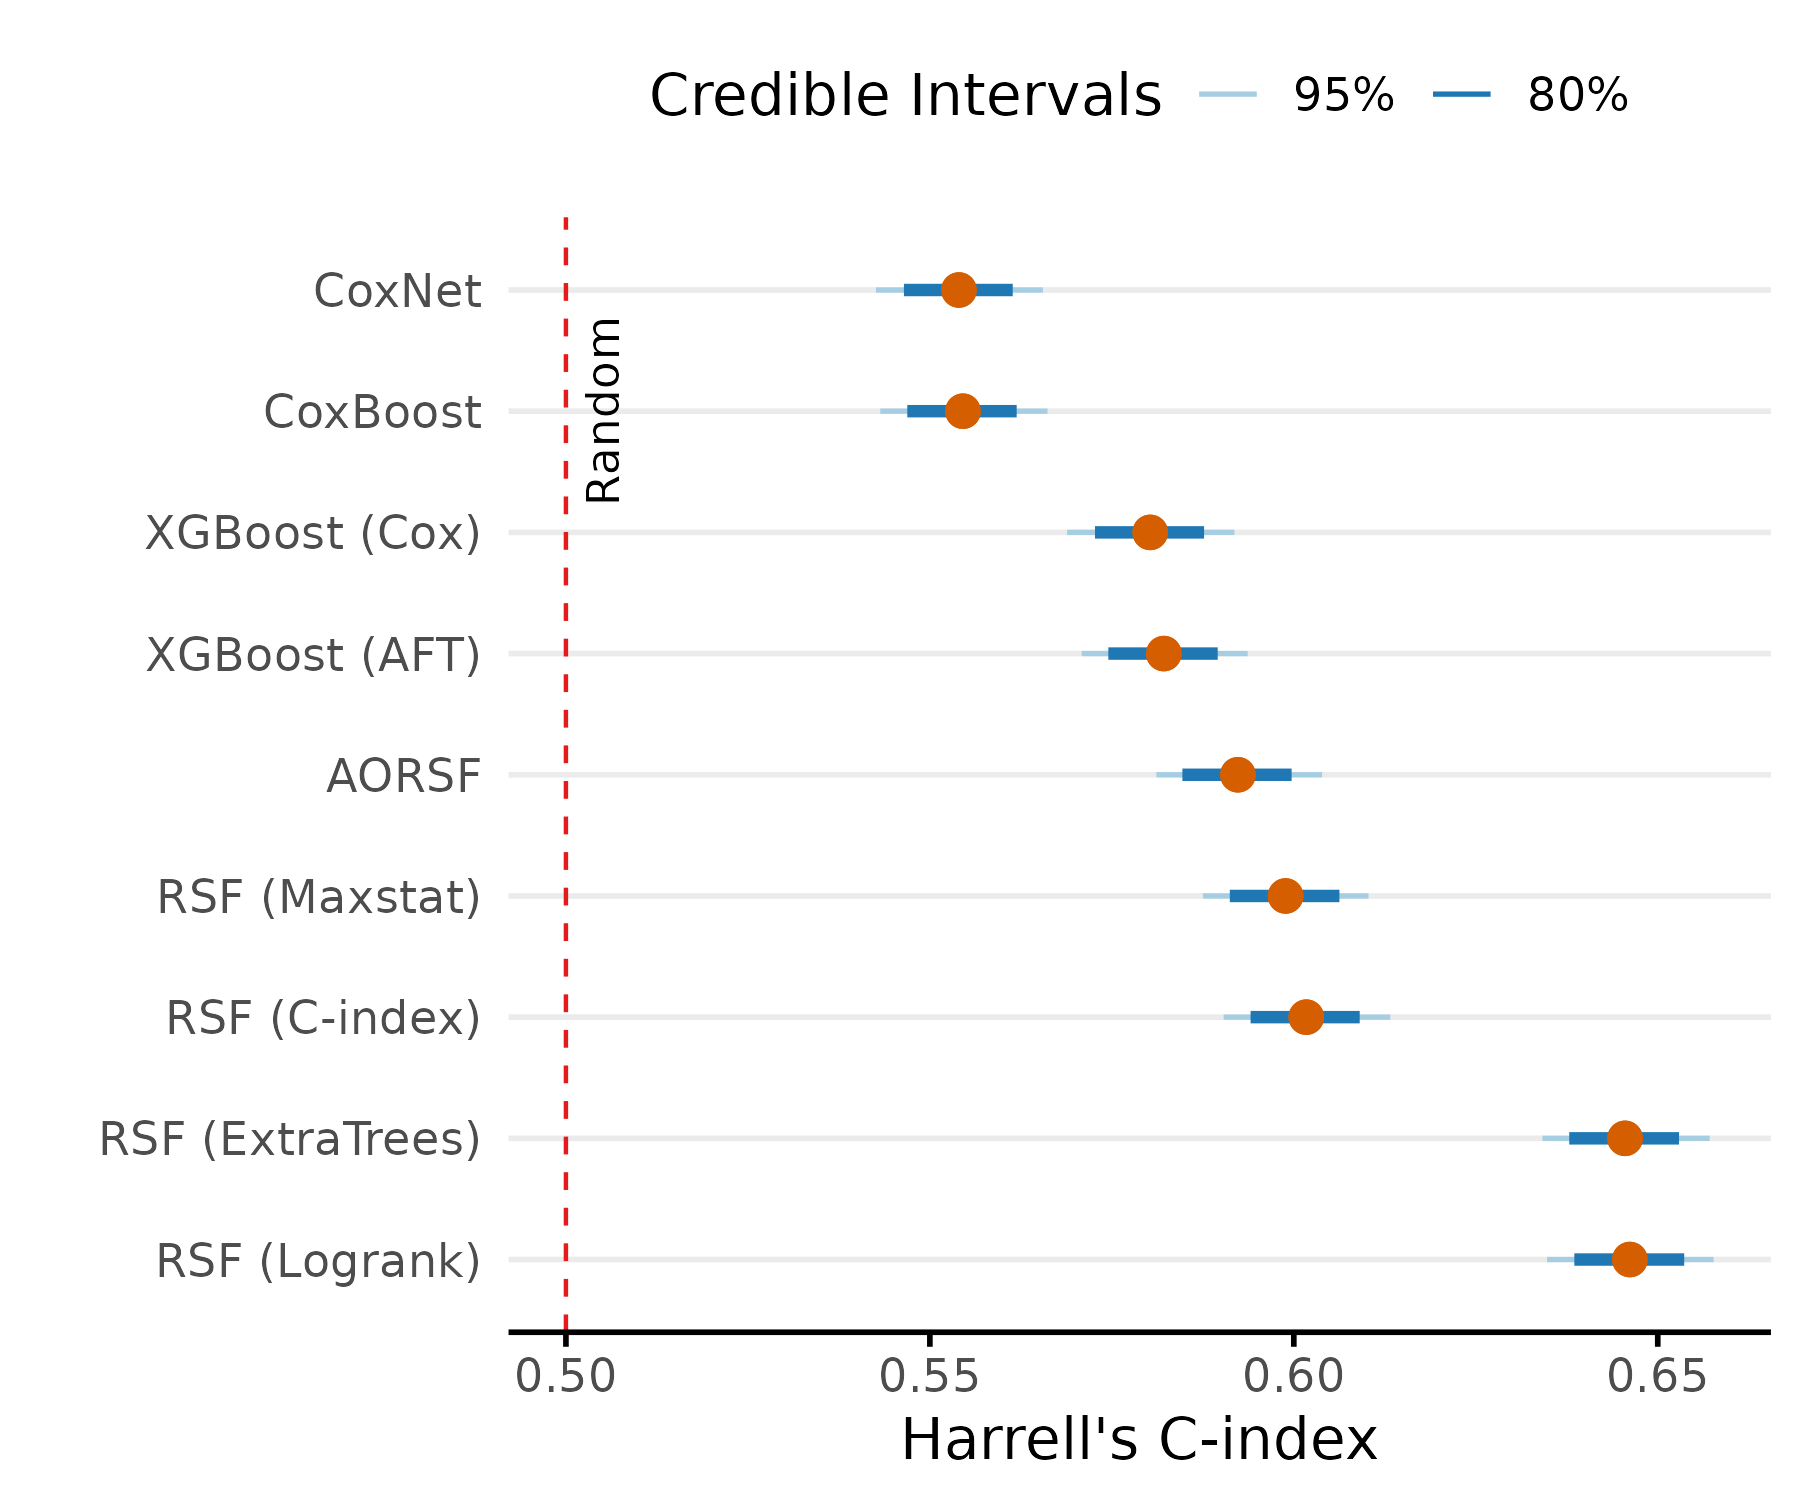 Credible Intervals 95% 80%
CoxNet
CoxBoost
XGBoost (Cox)
XGBoost (AFT)
AORSF
RSF (Maxstat)
RSF (C-index)
RSF (ExtraTrees)
RSF (Logrank)
Random
0.50 0.55 0.60 0.65
Harrell's C-index